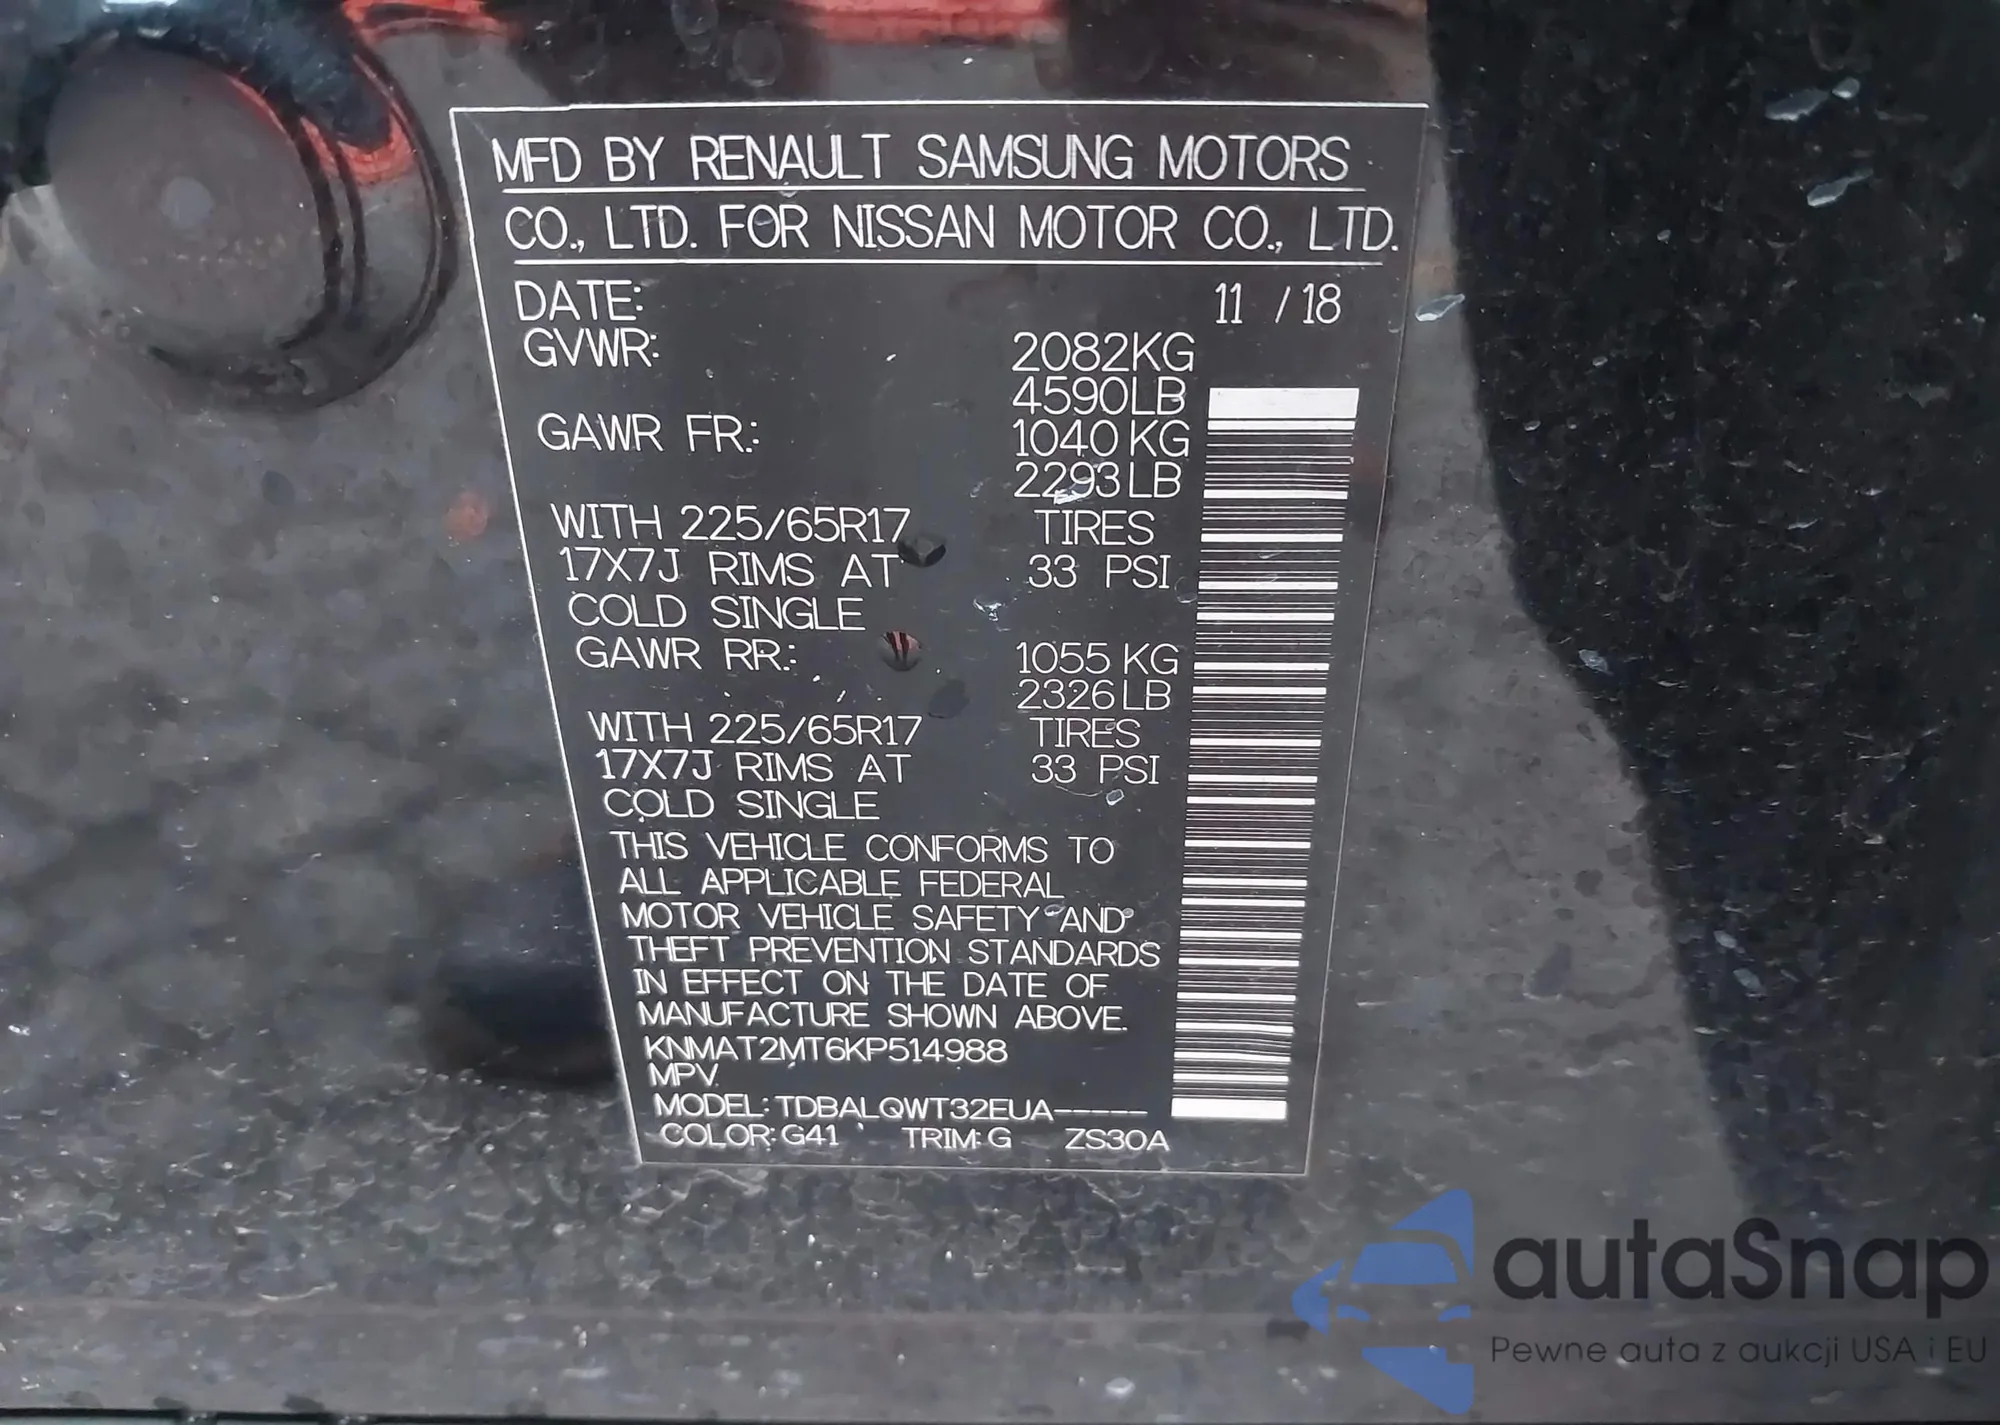 MFD BY RENAULT SAMSUNG MOTORS
CO., LTD. FOR NISSAN MOTOR CO., LTD.
DATE: 11 / 18
GVWR: 2082KG
4590LB
GAWR FR.: 1040 KG
2293LB
WITH 225/65R17 TIRES
17X7J RIMS AT 33 PSI
COLD SINGLE
GAWR RR.: 1055 KG
2326LB
WITH 225/65R17 TIRES
17X7J RIMS AT 33 PSI
COLD SINGLE
THIS VEHICLE CONFORMS TO
ALL APPLICABLE FEDERAL
MOTOR VEHICLE SAFETY AND
THEFT PREVENTION STANDARDS
IN EFFECT ON THE DATE OF
MANUFACTURE SHOWN ABOVE.
KNMAT2MT6KP514988
MPV
MODEL: TDBALQWT32EUA-----
COLOR: G41 TRIM: G ZS30A
autaSnap
Pewne auta z aukcji USA i EU